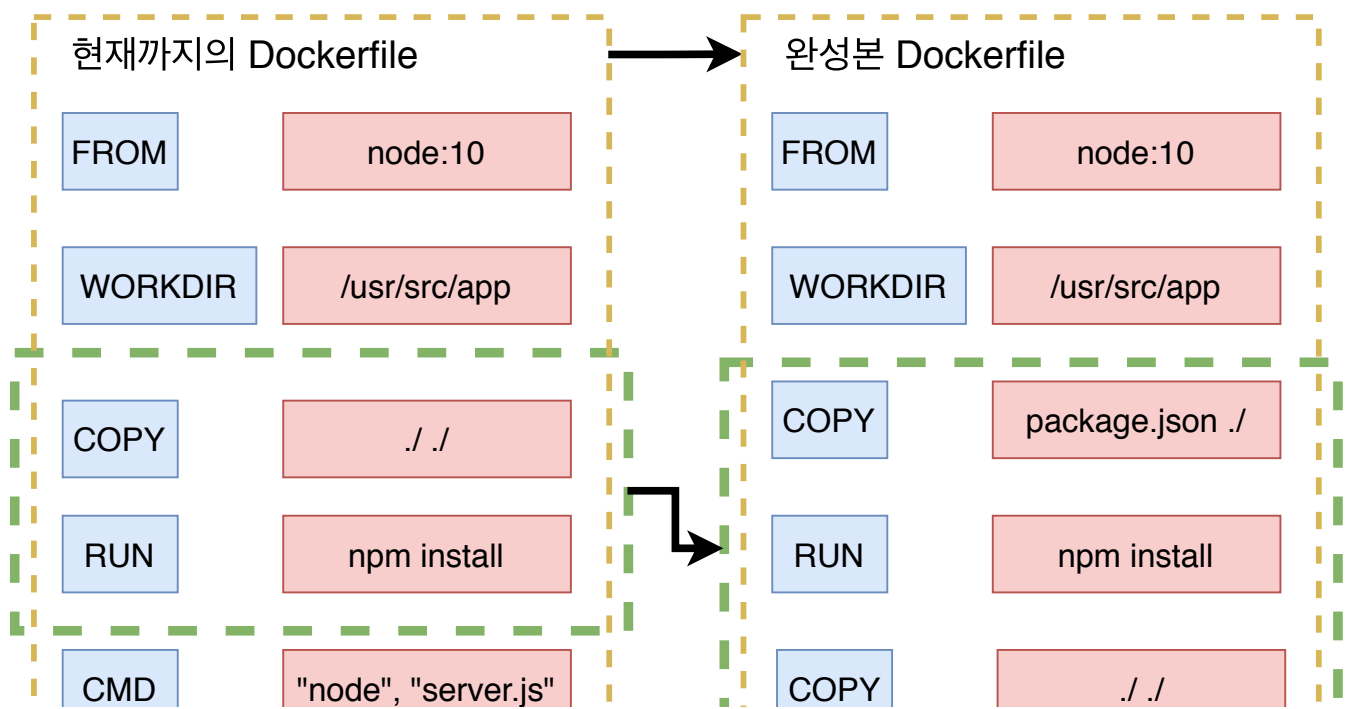 현재까지의 Dockerfile
FROM node:10
WORKDIR /usr/src/app
COPY ./ ./
RUN npm install
CMD "node", "server.js"
완성본 Dockerfile
FROM node:10
WORKDIR /usr/src/app
COPY package.json ./
RUN npm install
COPY ./ ./